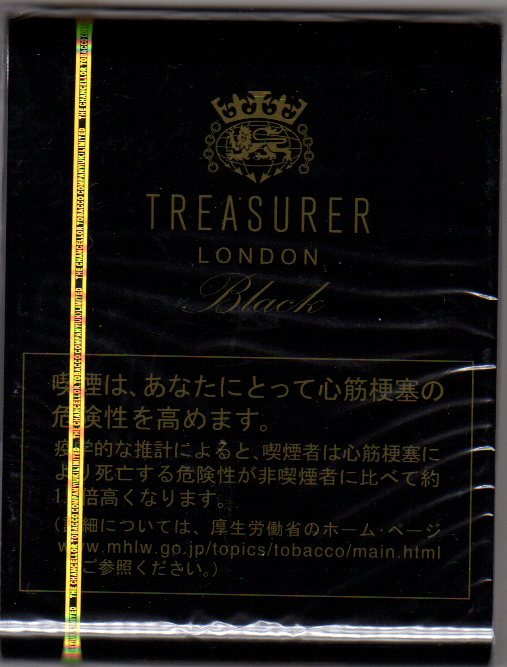 TREASURER
LONDON
Black
喫煙は、あなたにとって心筋梗塞の
危険性を高めます。
疫学的な推計によると、喫煙者は心筋梗塞に
より死亡する危険性が非喫煙者に比べて約
倍高くなります。
(詳細については、厚生労働省のホーム・ページ
www.mhlw.go.jp/topics/tobacco/main.html
ご参照ください。)